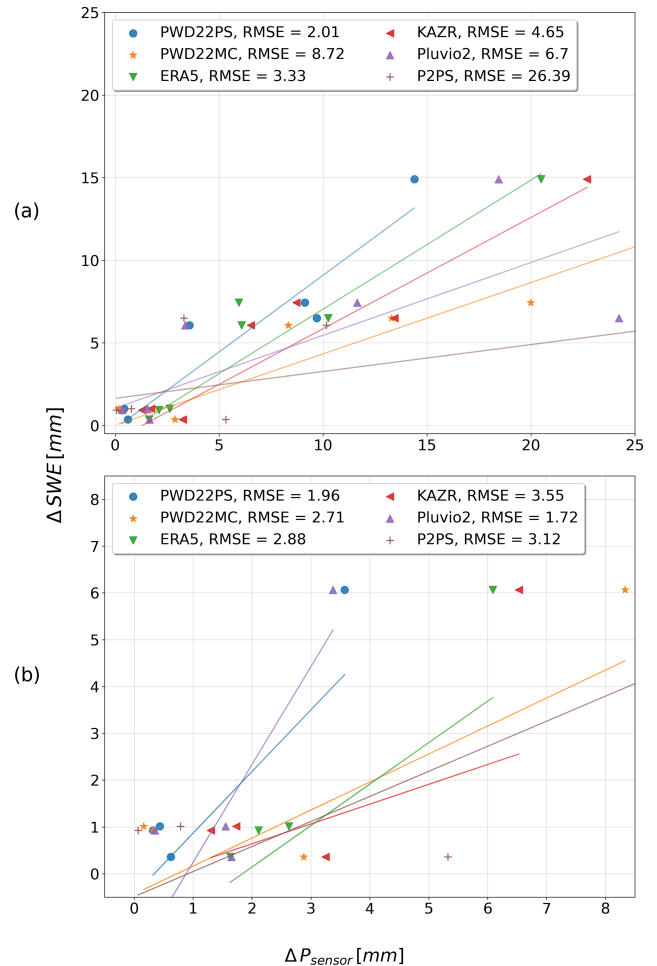 (a)
PWD22PS, RMSE = 2.01
PWD22MC, RMSE = 8.72
ERA5, RMSE = 3.33
KAZR, RMSE = 4.65
Pluvio2, RMSE = 6.7
P2PS, RMSE = 26.39
25
20
15
10
5
0
0 5 10 15 20 25
ΔSWE [mm]
(b)
PWD22PS, RMSE = 1.96
PWD22MC, RMSE = 2.71
ERA5, RMSE = 2.88
KAZR, RMSE = 3.55
Pluvio2, RMSE = 1.72
P2PS, RMSE = 3.12
8
7
6
5
4
3
2
1
0
0 1 2 3 4 5 6 7 8
ΔP_sensor [mm]